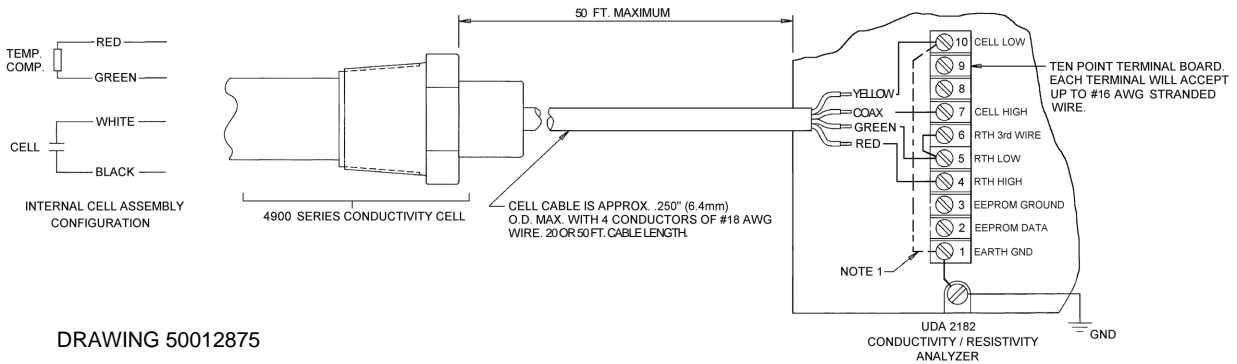 50 FT. MAXIMUM
TEMP.
COMP.
RED
GREEN
WHITE
CELL
BLACK
INTERNAL CELL ASSEMBLY
CONFIGURATION
4900 SERIES CONDUCTIVITY CELL
CELL CABLE IS APPROX. .250" (6.4mm)
O.D. MAX. WITH 4 CONDUCTORS OF #18 AWG
WIRE. 20 OR 50 FT. CABLE LENGTH.
YELLOW
COAX
GREEN
RED
10 CELL LOW
9
8
7 CELL HIGH
6 RTH 3rd WIRE
5 RTH LOW
4 RTH HIGH
3 EEPROM GROUND
2 EEPROM DATA
1 EARTH GND
TEN POINT TERMINAL BOARD.
EACH TERMINAL WILL ACCEPT
UP TO #16 AWG STRANDED
WIRE.
NOTE 1
GND
UDA 2182
CONDUCTIVITY / RESISTIVITY
ANALYZER
DRAWING 50012875